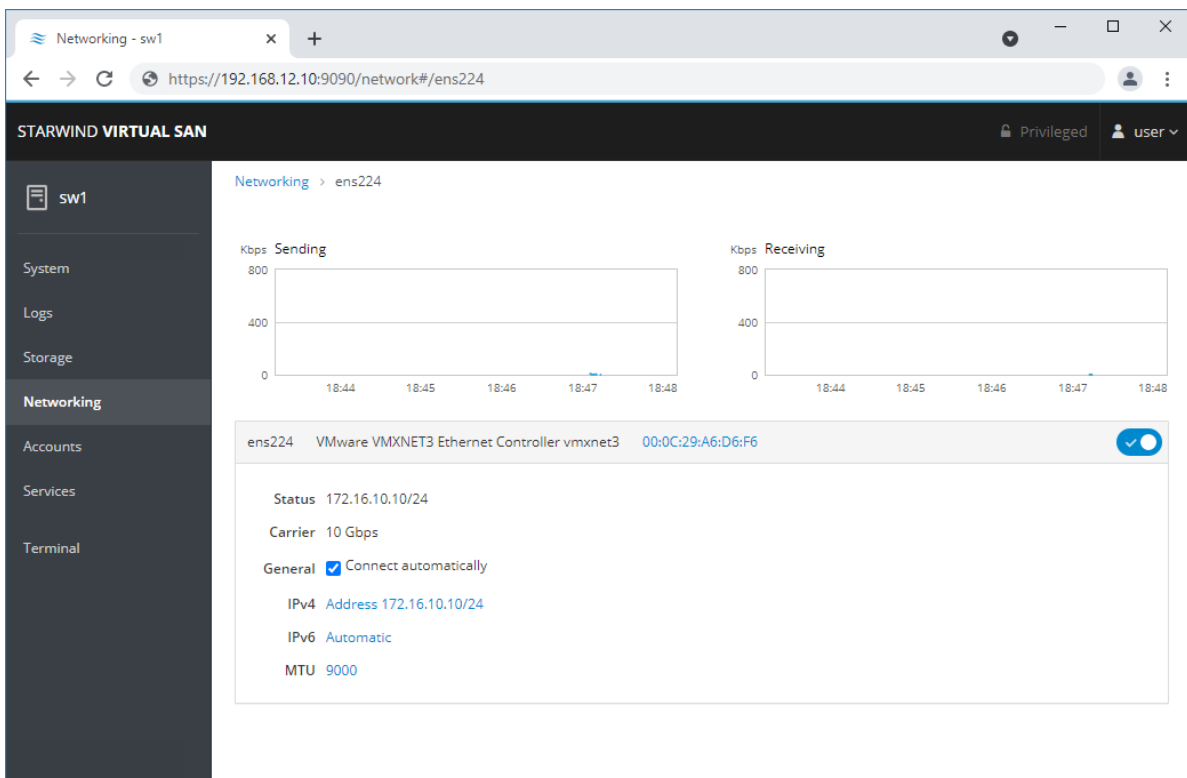 Networking - sw1
https://192.168.12.10:9090/network#/ens224
STARWIND VIRTUAL SAN
Privileged
user
sw1
System
Logs
Storage
Networking
Accounts
Services
Terminal
Networking > ens224
Kbps Sending
800
400
0
18:44 18:45 18:46 18:47 18:48
Kbps Receiving
800
400
0
18:44 18:45 18:46 18:47 18:48
ens224 VMware VMXNET3 Ethernet Controller vmxnet3 00:0C:29:A6:D6:F6
Status 172.16.10.10/24
Carrier 10 Gbps
General Connect automatically
IPv4 Address 172.16.10.10/24
IPv6 Automatic
MTU 9000